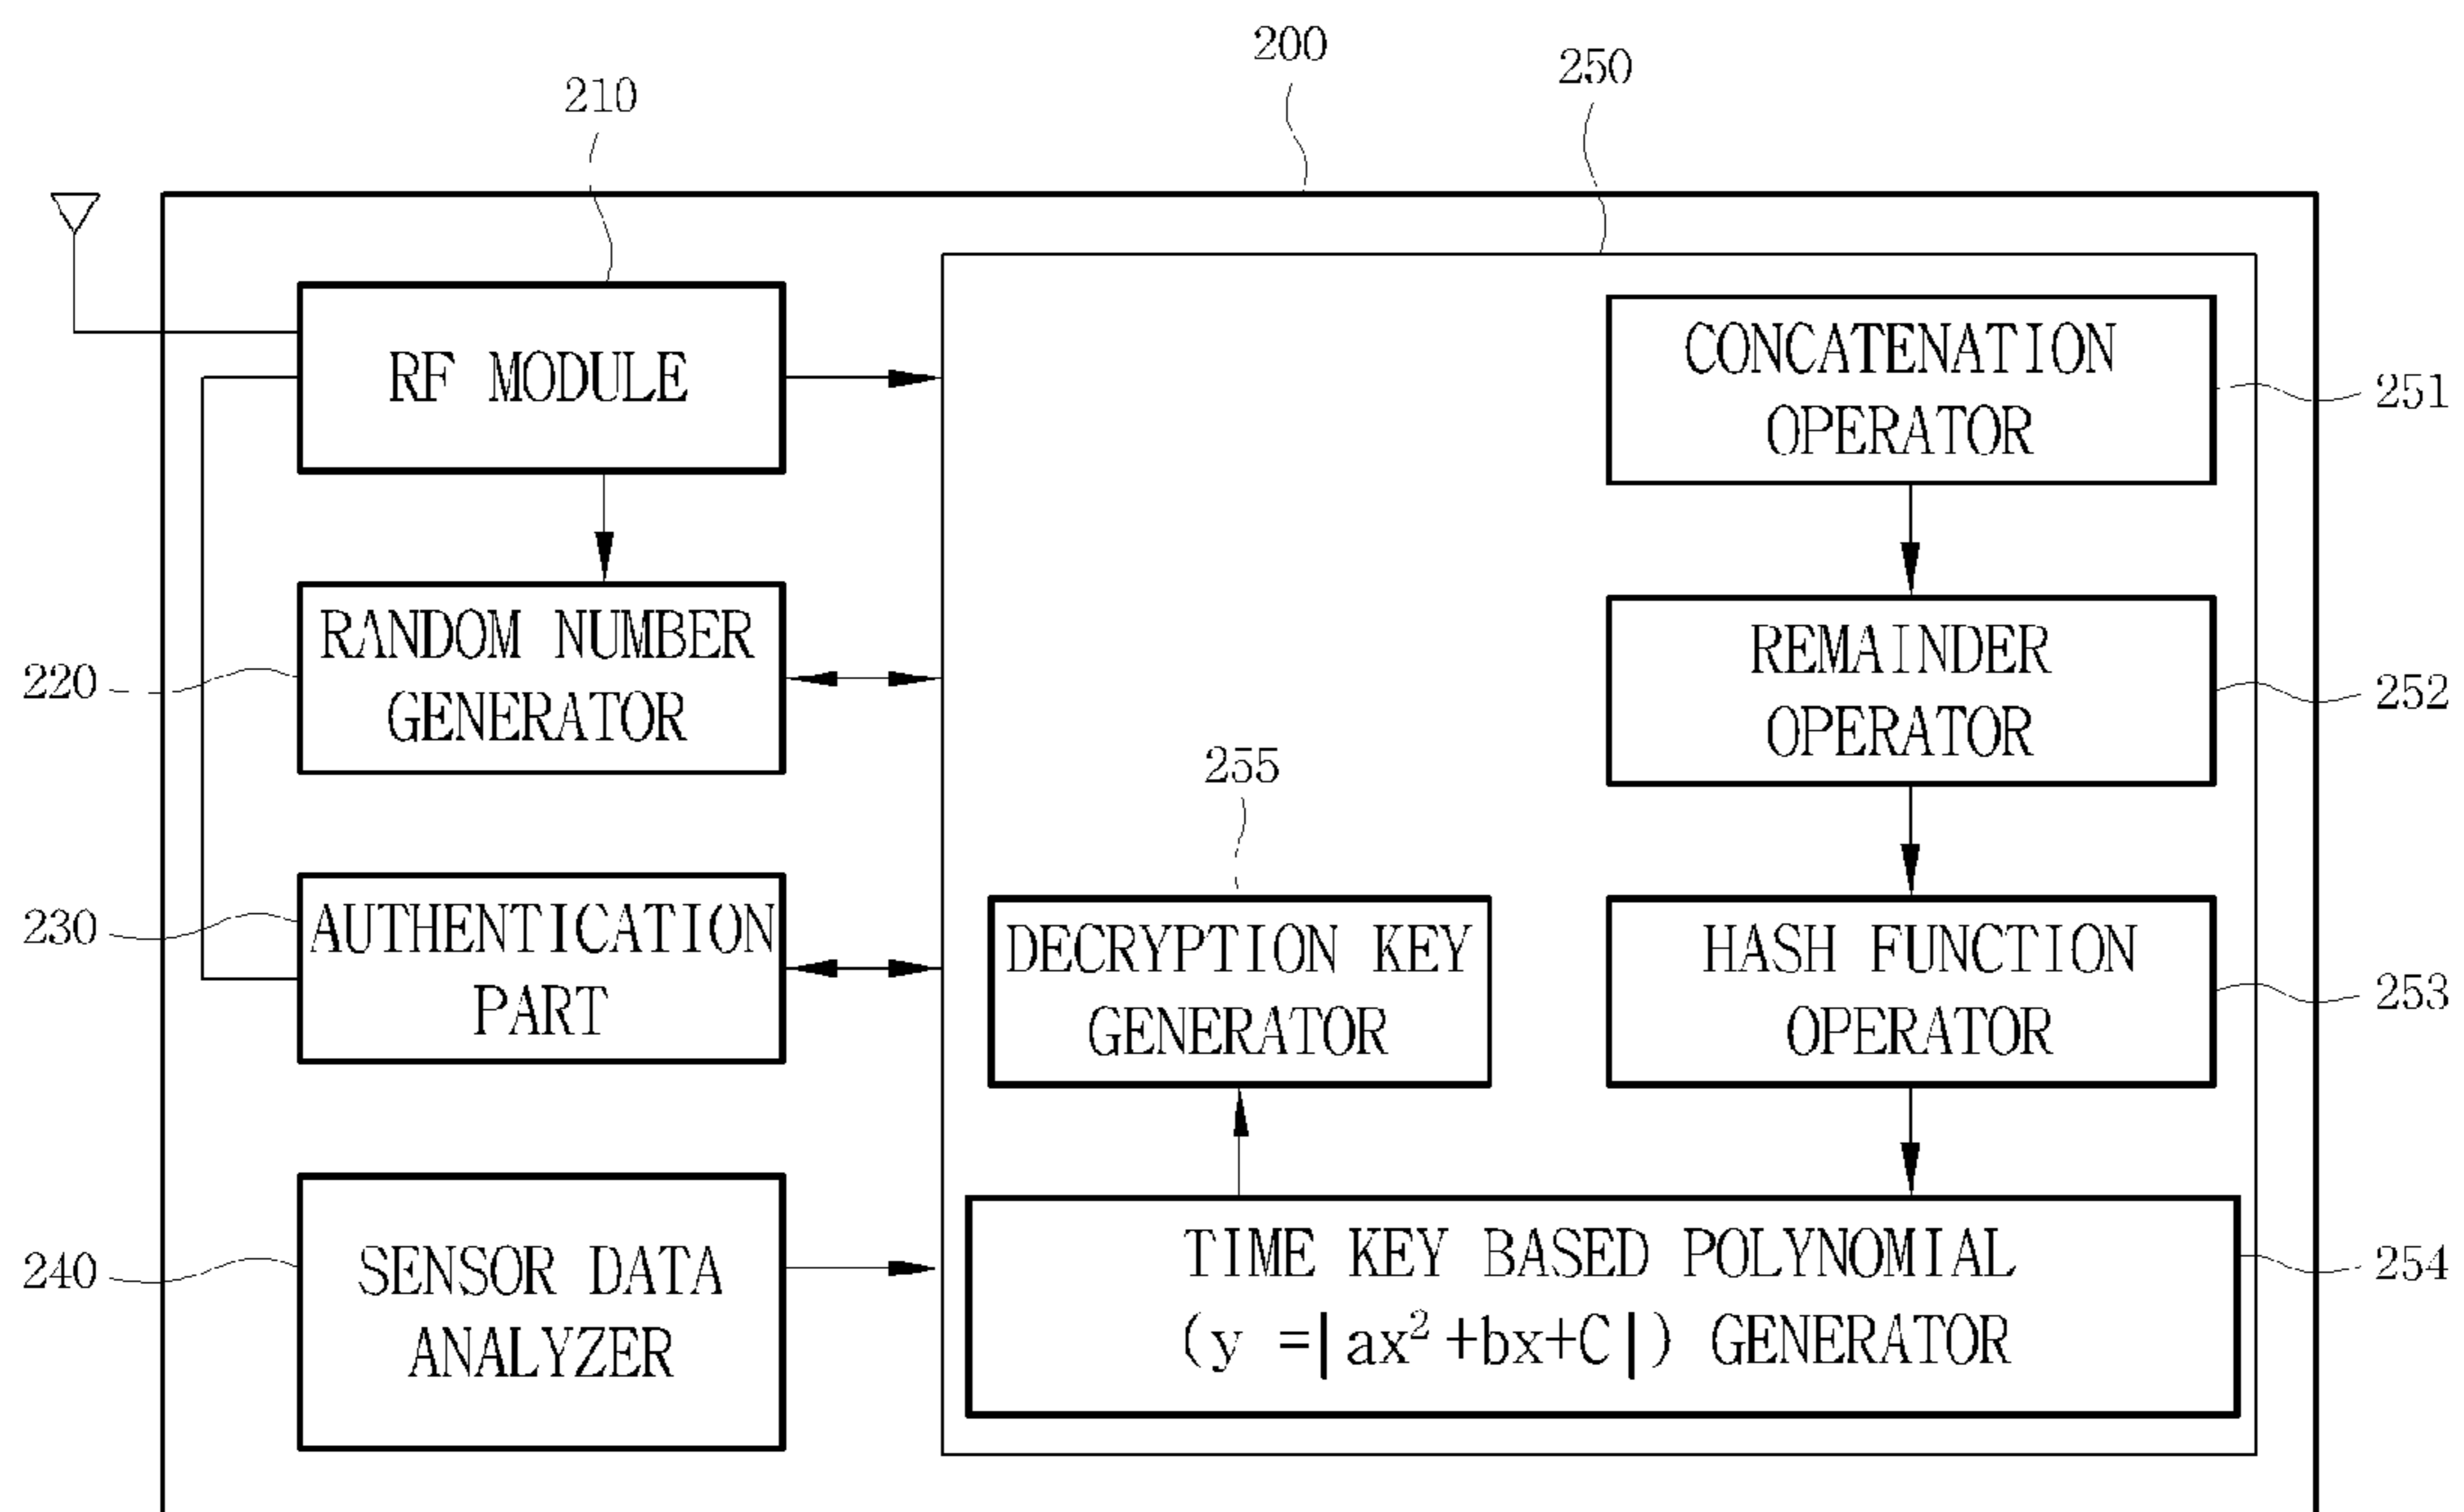 200
250
210
RF MODULE
CONCATENATION
OPERATOR
251
RANDOM NUMBER
GENERATOR
220
REMAINDER
OPERATOR
252
255
AUTHENTICATION
PART
230
DECRYPTION KEY
GENERATOR
HASH FUNCTION
OPERATOR
253
SENSOR DATA
ANALYZER
240
TIME KEY BASED POLYNOMIAL
(y =|ax²+bx+C|) GENERATOR
254